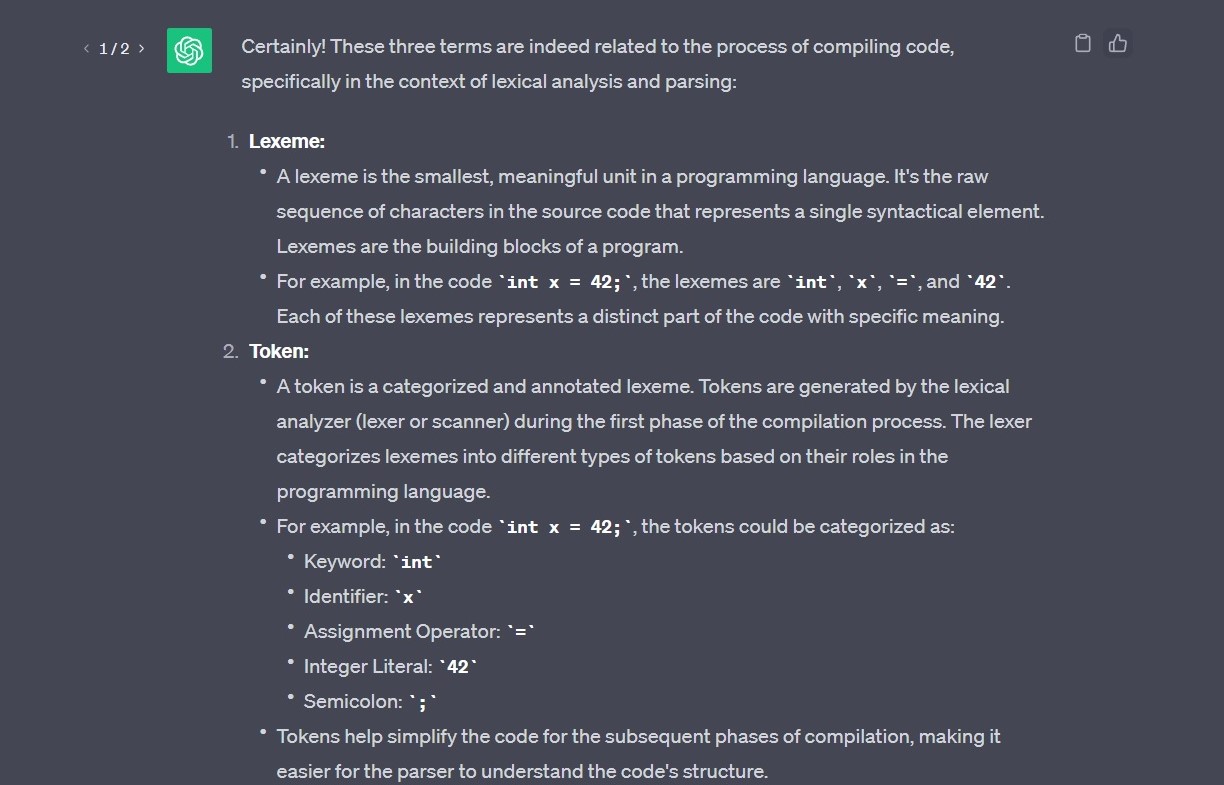 < 1 / 2 >
Certainly! These three terms are indeed related to the process of compiling code,
specifically in the context of lexical analysis and parsing:
1. Lexeme:
• A lexeme is the smallest, meaningful unit in a programming language. It's the raw
sequence of characters in the source code that represents a single syntactical element.
Lexemes are the building blocks of a program.
• For example, in the code `int x = 42;`, the lexemes are `int`, `x`, `=`, and `42`.
Each of these lexemes represents a distinct part of the code with specific meaning.
2. Token:
• A token is a categorized and annotated lexeme. Tokens are generated by the lexical
analyzer (lexer or scanner) during the first phase of the compilation process. The lexer
categorizes lexemes into different types of tokens based on their roles in the
programming language.
• For example, in the code `int x = 42;`, the tokens could be categorized as:
• Keyword: `int`
• Identifier: `x`
• Assignment Operator: `=`
• Integer Literal: `42`
• Semicolon: `;`
• Tokens help simplify the code for the subsequent phases of compilation, making it
easier for the parser to understand the code's structure.